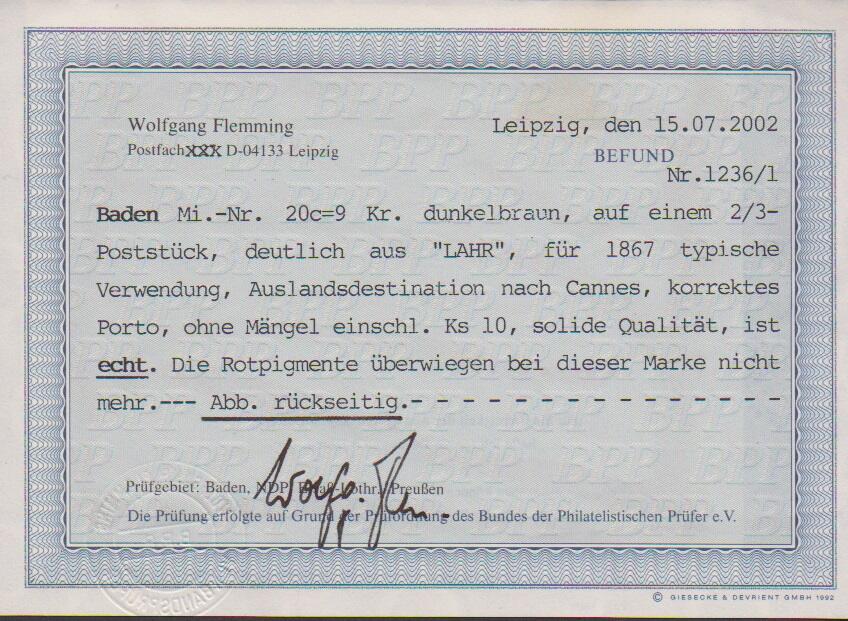 Wolfgang Flemming
Leipzig, den 15.07.2002
Postfach XXX D-04133 Leipzig
BEFUND
Nr.1236/1
Baden Mi.-Nr. 20c=9 Kr. dunkelbraun, auf einem 2/3-
Poststück, deutlich aus "LAHR", für 1867 typische
Verwendung, Auslandsdestination nach Cannes, korrektes
Porto, ohne Mängel einschl. Ks 10, solide Qualität, ist
echt. Die Rotpigmente überwiegen bei dieser Marke nicht
mehr.--- Abb. rückseitig.- - - - - - - - - - - - - - -
Prüfgebiet: Baden, NDP, Elsaß-Lothr., Preußen
Die Prüfung erfolgte auf Grund der Prüfordnung des Bundes der Philatelistischen Prüfer e.V.
© GIESECKE & DEVRIENT GMBH 1992